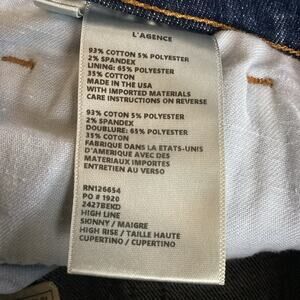 L'AGENCE
93% COTTON 5% POLYESTER
2% SPANDEX
LINING: 65% POLYESTER
35% COTTON
MADE IN THE USA
WITH IMPORTED MATERIALS
CARE INSTRUCTIONS ON REVERSE
93% COTTON 5% POLYESTER
2% SPANDEX
DOUBLURE: 65% POLYESTER
35% COTTON
FABRIQUE DANS LA ETATS-UNIS
D'AMERIQUE AVEC DES
MATERIAUX IMPORTES
ENTRETIEN AU VERSO
RN126654
PO # 1920
2427BEKD
HIGH LINE
SKINNY / MAIGRE
HIGH RISE / TAILLE HAUTE
CUPERTINO / CUPERTINO